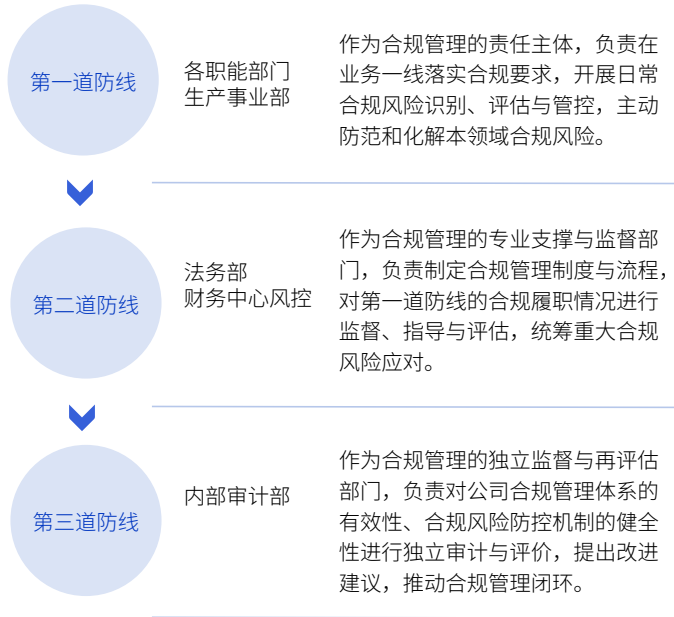 第一道防线
各职能部门
生产事业部
作为合规管理的责任主体，负责在
业务一线落实合规要求，开展日常
合规风险识别、评估与管控，主动
防范和化解本领域合规风险。
第二道防线
法务部
财务中心风控
作为合规管理的专业支撑与监督部
门，负责制定合规管理制度与流程，
对第一道防线的合规履职情况进行
监督、指导与评估，统筹重大合规
风险应对。
第三道防线
内部审计部
作为合规管理的独立监督与再评估
部门，负责对公司合规管理体系的
有效性、合规风险防控机制的健全
性进行独立审计与评价，提出改进
建议，推动合规管理闭环。